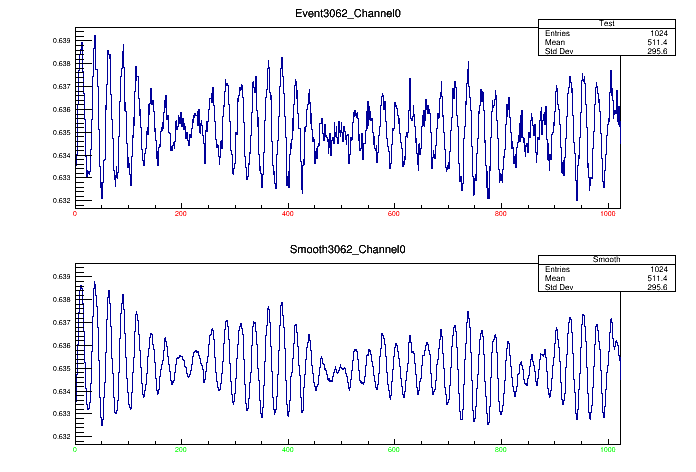 Event3062_Channel0
Test
Entries 1024
Mean 511.4
Std Dev 295.6
0.639
0.638
0.637
0.636
0.635
0.634
0.633
0.632
0 200 400 600 800 1000
Smooth3062_Channel0
Smooth
Entries 1024
Mean 511.4
Std Dev 295.6
0.639
0.638
0.637
0.636
0.635
0.634
0.633
0.632
0 200 400 600 800 1000